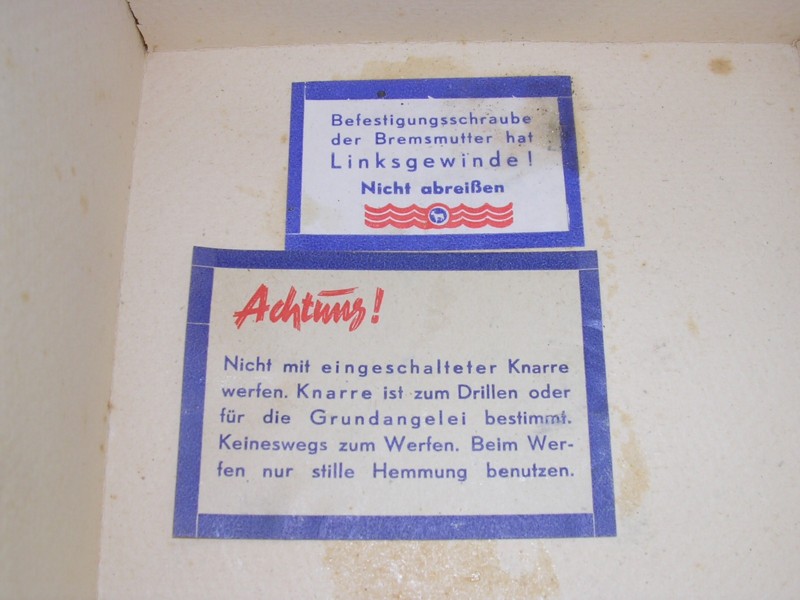 Befestigungsschraube
der Bremsmutter hat
Linksgewinde!
Nicht abreißen
Achtung!
Nicht mit eingeschalteter Knarre
werfen. Knarre ist zum Drillen oder
für die Grundangelei bestimmt.
Keineswegs zum Werfen. Beim Wer-
fen nur stille Hemmung benutzen.